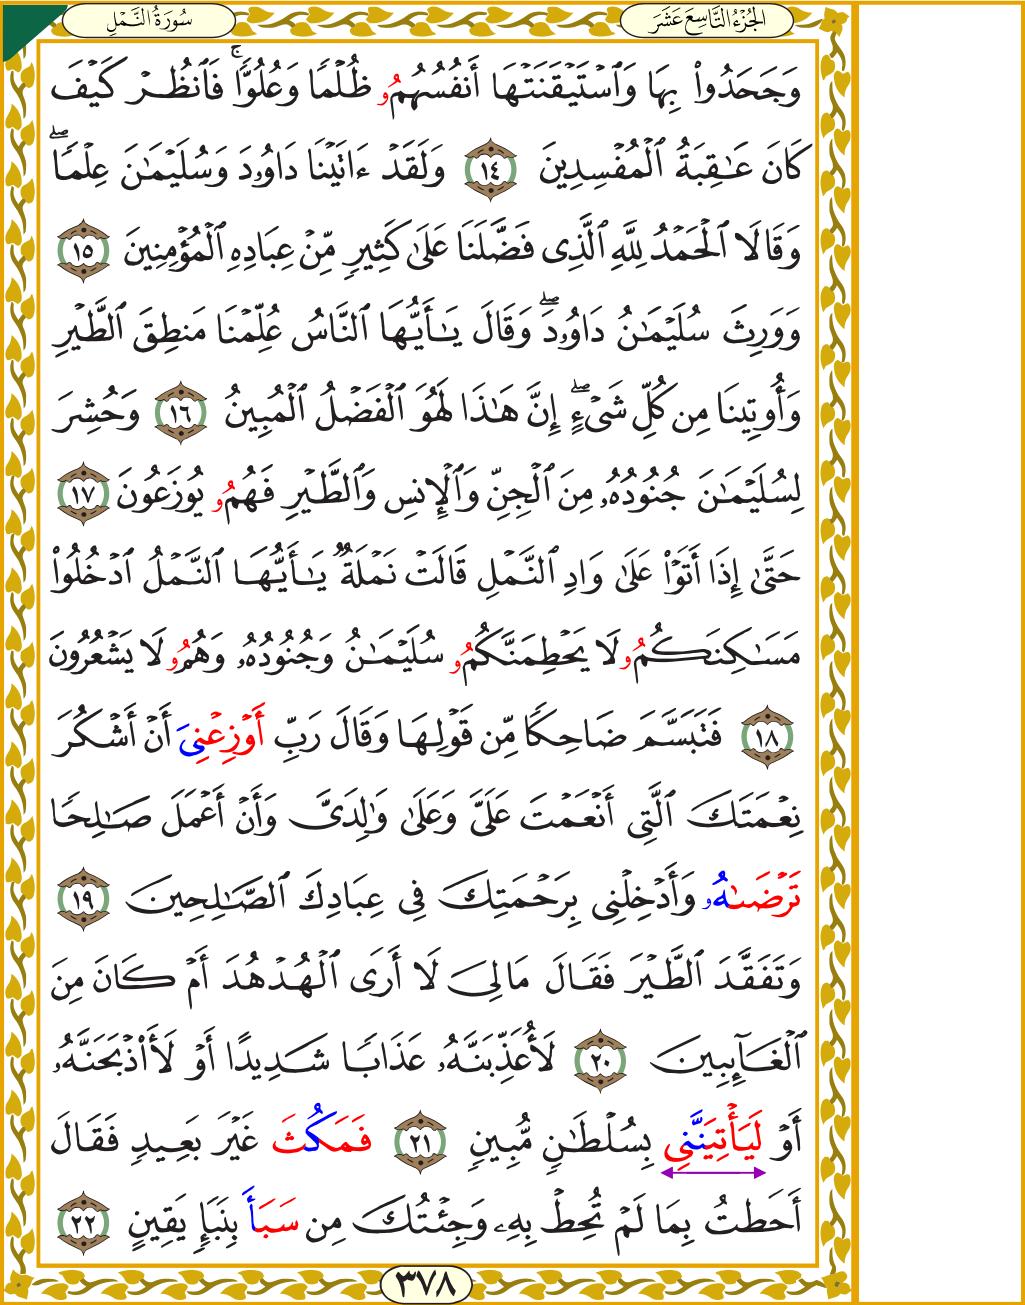 الجُزْءُ التَّاسِعَ عَشَرَ
سُورَةُ النَّمْلِ
وَجَحَدُوا۟ بِهَا وَٱسْتَيْقَنَتْهَا أَنفُسُهُمُۥ ظُلْمًا وَعُلُوًّا ۚ فَٱنظُرْ كَيْفَ
كَانَ عَـٰقِبَةُ ٱلْمُفْسِدِينَ ١٤ وَلَقَدْ ءَاتَيْنَا دَاوُۥدَ وَسُلَيْمَـٰنَ عِلْمًا ۖ
وَقَالَا ٱلْحَمْدُ لِلَّهِ ٱلَّذِى فَضَّلَنَا عَلَىٰ كَثِيرٍ مِّنْ عِبَادِهِ ٱلْمُؤْمِنِينَ ١٥
وَوَرِثَ سُلَيْمَـٰنُ دَاوُۥدَ ۖ وَقَالَ يَـٰٓأَيُّهَا ٱلنَّاسُ عُلِّمْنَا مَنطِقَ ٱلطَّيْرِ
وَأُوتِينَا مِن كُلِّ شَىْءٍ ۖ إِنَّ هَـٰذَا لَهُوَ ٱلْفَضْلُ ٱلْمُبِينُ ١٦ وَحُشِرَ
لِسُلَيْمَـٰنَ جُنُودُهُۥ مِنَ ٱلْجِنِّ وَٱلْإِنسِ وَٱلطَّيْرِ فَهُمُۥ يُوزَعُونَ ١٧
حَتَّىٰ إِذَا أَتَوْا۟ عَلَىٰ وَادِ ٱلنَّمْلِ قَالَتْ نَمْلَةٌ يَـٰأَيُّهَا ٱلنَّمْلُ ٱدْخُلُوا۟
مَسَـٰكِنَكُمُۥ لَا يَحْطِمَنَّكُمُۥ سُلَيْمَـٰنُ وَجُنُودُهُۥ وَهُمُۥ لَا يَشْعُرُونَ
١٨ فَتَبَسَّمَ ضَاحِكًا مِّن قَوْلِهَا وَقَالَ رَبِّ أَوْزِعْنِىَ أَنْ أَشْكُرَ
نِعْمَتَكَ ٱلَّتِى أَنْعَمْتَ عَلَىَّ وَعَلَىٰ وَٰلِدَىَّ وَأَنْ أَعْمَلَ صَـٰلِحًا
تَرْضَىٰهُۥ وَأَدْخِلْنِى بِرَحْمَتِكَ فِى عِبَادِكَ ٱلصَّـٰلِحِينَ ١٩
وَتَفَقَّدَ ٱلطَّيْرَ فَقَالَ مَالِىَ لَا أَرَى ٱلْهُدْهُدَ أَمْ كَانَ مِنَ
ٱلْغَآئِبِينَ ٢٠ لَأُعَذِّبَنَّهُۥ عَذَابًا شَدِيدًا أَوْ لَأَا۟ذْبَحَنَّهُۥ
أَوْ لَيَأْتِيَنَّنِى بِسُلْطَـٰنٍ مُّبِينٍ ٢١ فَمَكُثَ غَيْرَ بَعِيدٍ فَقَالَ
أَحَطتُ بِمَا لَمْ تُحِطْ بِهِۦ وَجِئْتُكَ مِن سَبَأَ بِنَبَإٍ يَقِينٍ ٢٢
٣٧٨